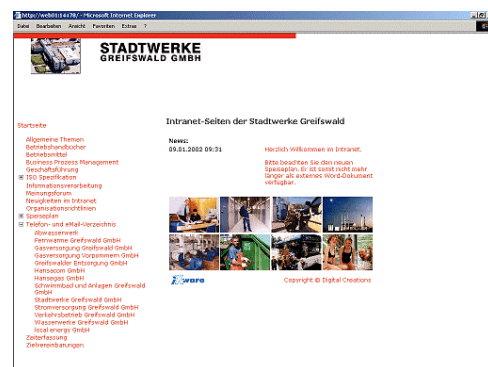 http://web01:14478/ - Microsoft Internet Explorer
Datei Bearbeiten Ansicht Favoriten Extras ?
STADTWERKE
GREIFSWALD GMBH
Intranet-Seiten der Stadtwerke Greifswald
Startseite
News:
09.01.2002 09:31
Herzlich Willkommen im Intranet.
Bitte beachten Sie den neuen
Speiseplan. Er ist somit nicht mehr
länger als externes Word-Dokument
verfügbar.
Allgemeine Themen
Betriebshandbücher
Betriebsmittel
Business Prozess Management
Geschäftsführung
ISO Spezifikation
Informationsverarbeitung
Meinungsforum
Neuigkeiten im Intranet
Organisationsrichtlinien
Speiseplan
Telefon- und eMail-Verzeichnis
Abwasserwerk
Fernwärme Greifswald GmbH
Gasversorgung Greifswald GmbH
Gasversorgung Vorpommern GmbH
Greifswalder Entsorgung GmbH
Hansacom GmbH
Hansegas GmbH
Schwimmbad und Anlagen Greifswald
GmbH
Stadtwerke Greifswald GmbH
Stromversorgung Greifswald GmbH
Verkehrsbetrieb Greifswald GmbH
Wasserwerke Greifswald GmbH
local energy GmbH
Zeiterfassung
Zielvereinbarungen
Copyright © Digital Creations